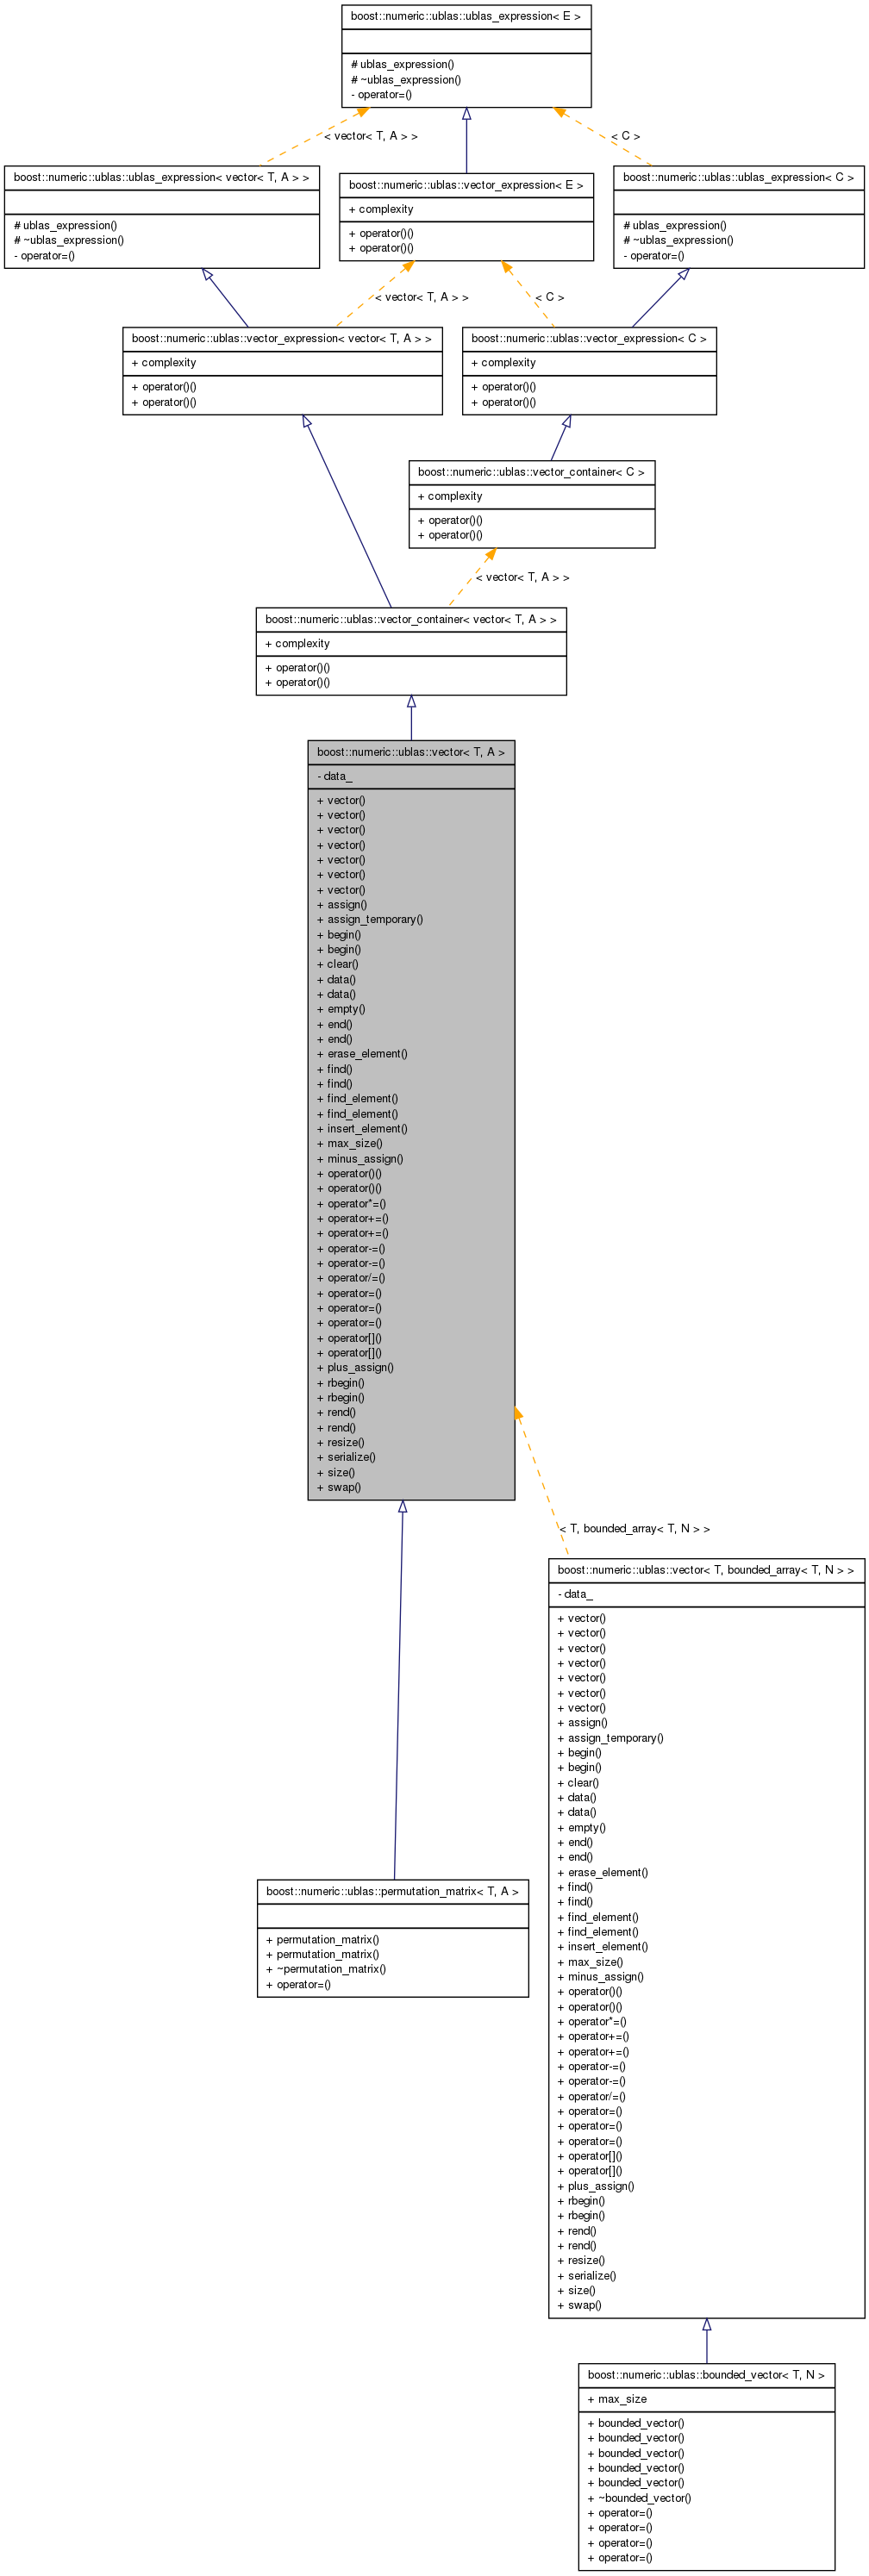 boost::numeric::ublas::ublas_expression< E >
# ublas_expression()
# ~ublas_expression()
- operator=()
< vector< T, A > >
< C >
boost::numeric::ublas::ublas_expression< vector< T, A > >
# ublas_expression()
# ~ublas_expression()
- operator=()
boost::numeric::ublas::vector_expression< E >
+ complexity
+ operator()()
+ operator()()
boost::numeric::ublas::ublas_expression< C >
# ublas_expression()
# ~ublas_expression()
- operator=()
< vector< T, A > >
< C >
boost::numeric::ublas::vector_expression< vector< T, A > >
+ complexity
+ operator()()
+ operator()()
boost::numeric::ublas::vector_expression< C >
+ complexity
+ operator()()
+ operator()()
boost::numeric::ublas::vector_container< C >
+ complexity
+ operator()()
+ operator()()
< vector< T, A > >
boost::numeric::ublas::vector_container< vector< T, A > >
+ complexity
+ operator()()
+ operator()()
boost::numeric::ublas::vector< T, A >
- data_
+ vector()
+ vector()
+ vector()
+ vector()
+ vector()
+ vector()
+ vector()
+ assign()
+ assign_temporary()
+ begin()
+ begin()
+ clear()
+ data()
+ data()
+ empty()
+ end()
+ end()
+ erase_element()
+ find()
+ find()
+ find_element()
+ find_element()
+ insert_element()
+ max_size()
+ minus_assign()
+ operator()()
+ operator()()
+ operator*=()
+ operator+=()
+ operator+=()
+ operator-=()
+ operator-=()
+ operator/=()
+ operator=()
+ operator=()
+ operator=()
+ operator[]()
+ operator[]()
+ plus_assign()
+ rbegin()
+ rbegin()
+ rend()
+ rend()
+ resize()
+ serialize()
+ size()
+ swap()
< T, bounded_array< T, N > >
boost::numeric::ublas::vector< T, bounded_array< T, N > >
- data_
+ vector()
+ vector()
+ vector()
+ vector()
+ vector()
+ vector()
+ vector()
+ assign()
+ assign_temporary()
+ begin()
+ begin()
+ clear()
+ data()
+ data()
+ empty()
+ end()
+ end()
+ erase_element()
+ find()
+ find()
+ find_element()
+ find_element()
+ insert_element()
+ max_size()
+ minus_assign()
+ operator()()
+ operator()()
+ operator*=()
+ operator+=()
+ operator+=()
+ operator-=()
+ operator-=()
+ operator/=()
+ operator=()
+ operator=()
+ operator=()
+ operator[]()
+ operator[]()
+ plus_assign()
+ rbegin()
+ rbegin()
+ rend()
+ rend()
+ resize()
+ serialize()
+ size()
+ swap()
boost::numeric::ublas::permutation_matrix< T, A >
+ permutation_matrix()
+ permutation_matrix()
+ ~permutation_matrix()
+ operator=()
boost::numeric::ublas::bounded_vector< T, N >
+ max_size
+ bounded_vector()
+ bounded_vector()
+ bounded_vector()
+ bounded_vector()
+ bounded_vector()
+ ~bounded_vector()
+ operator=()
+ operator=()
+ operator=()
+ operator=()